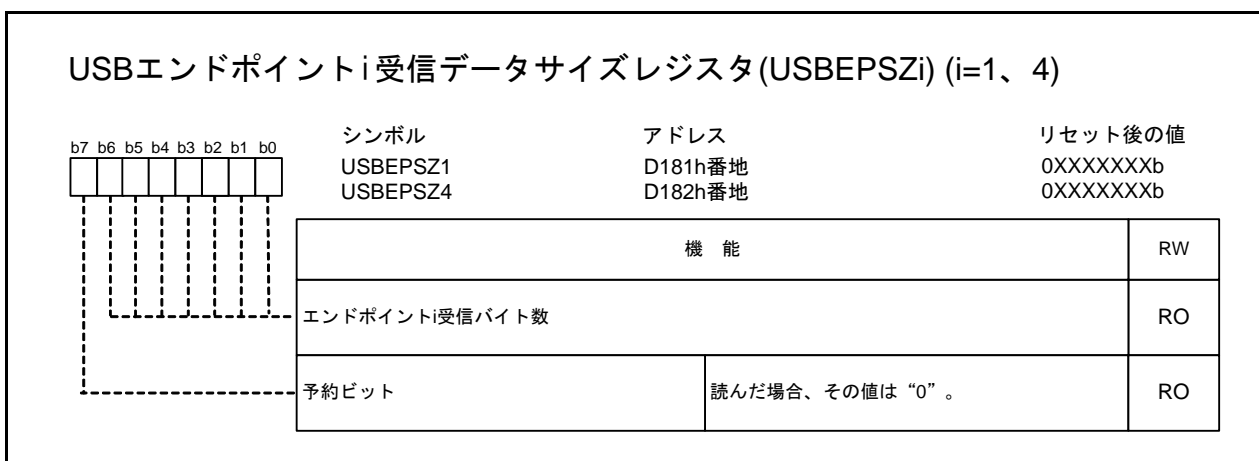 USBエンドポイントi受信データサイズレジスタ(USBEPSZi) (i=1、4)
b7 b6 b5 b4 b3 b2 b1 b0
シンボル アドレス リセット後の値
USBEPSZ1 D181h番地 0XXXXXXXb
USBEPSZ4 D182h番地 0XXXXXXXb
機 能 RW
エンドポイントi受信バイト数 RO
予約ビット 読んだ場合、その値は“0”。 RO